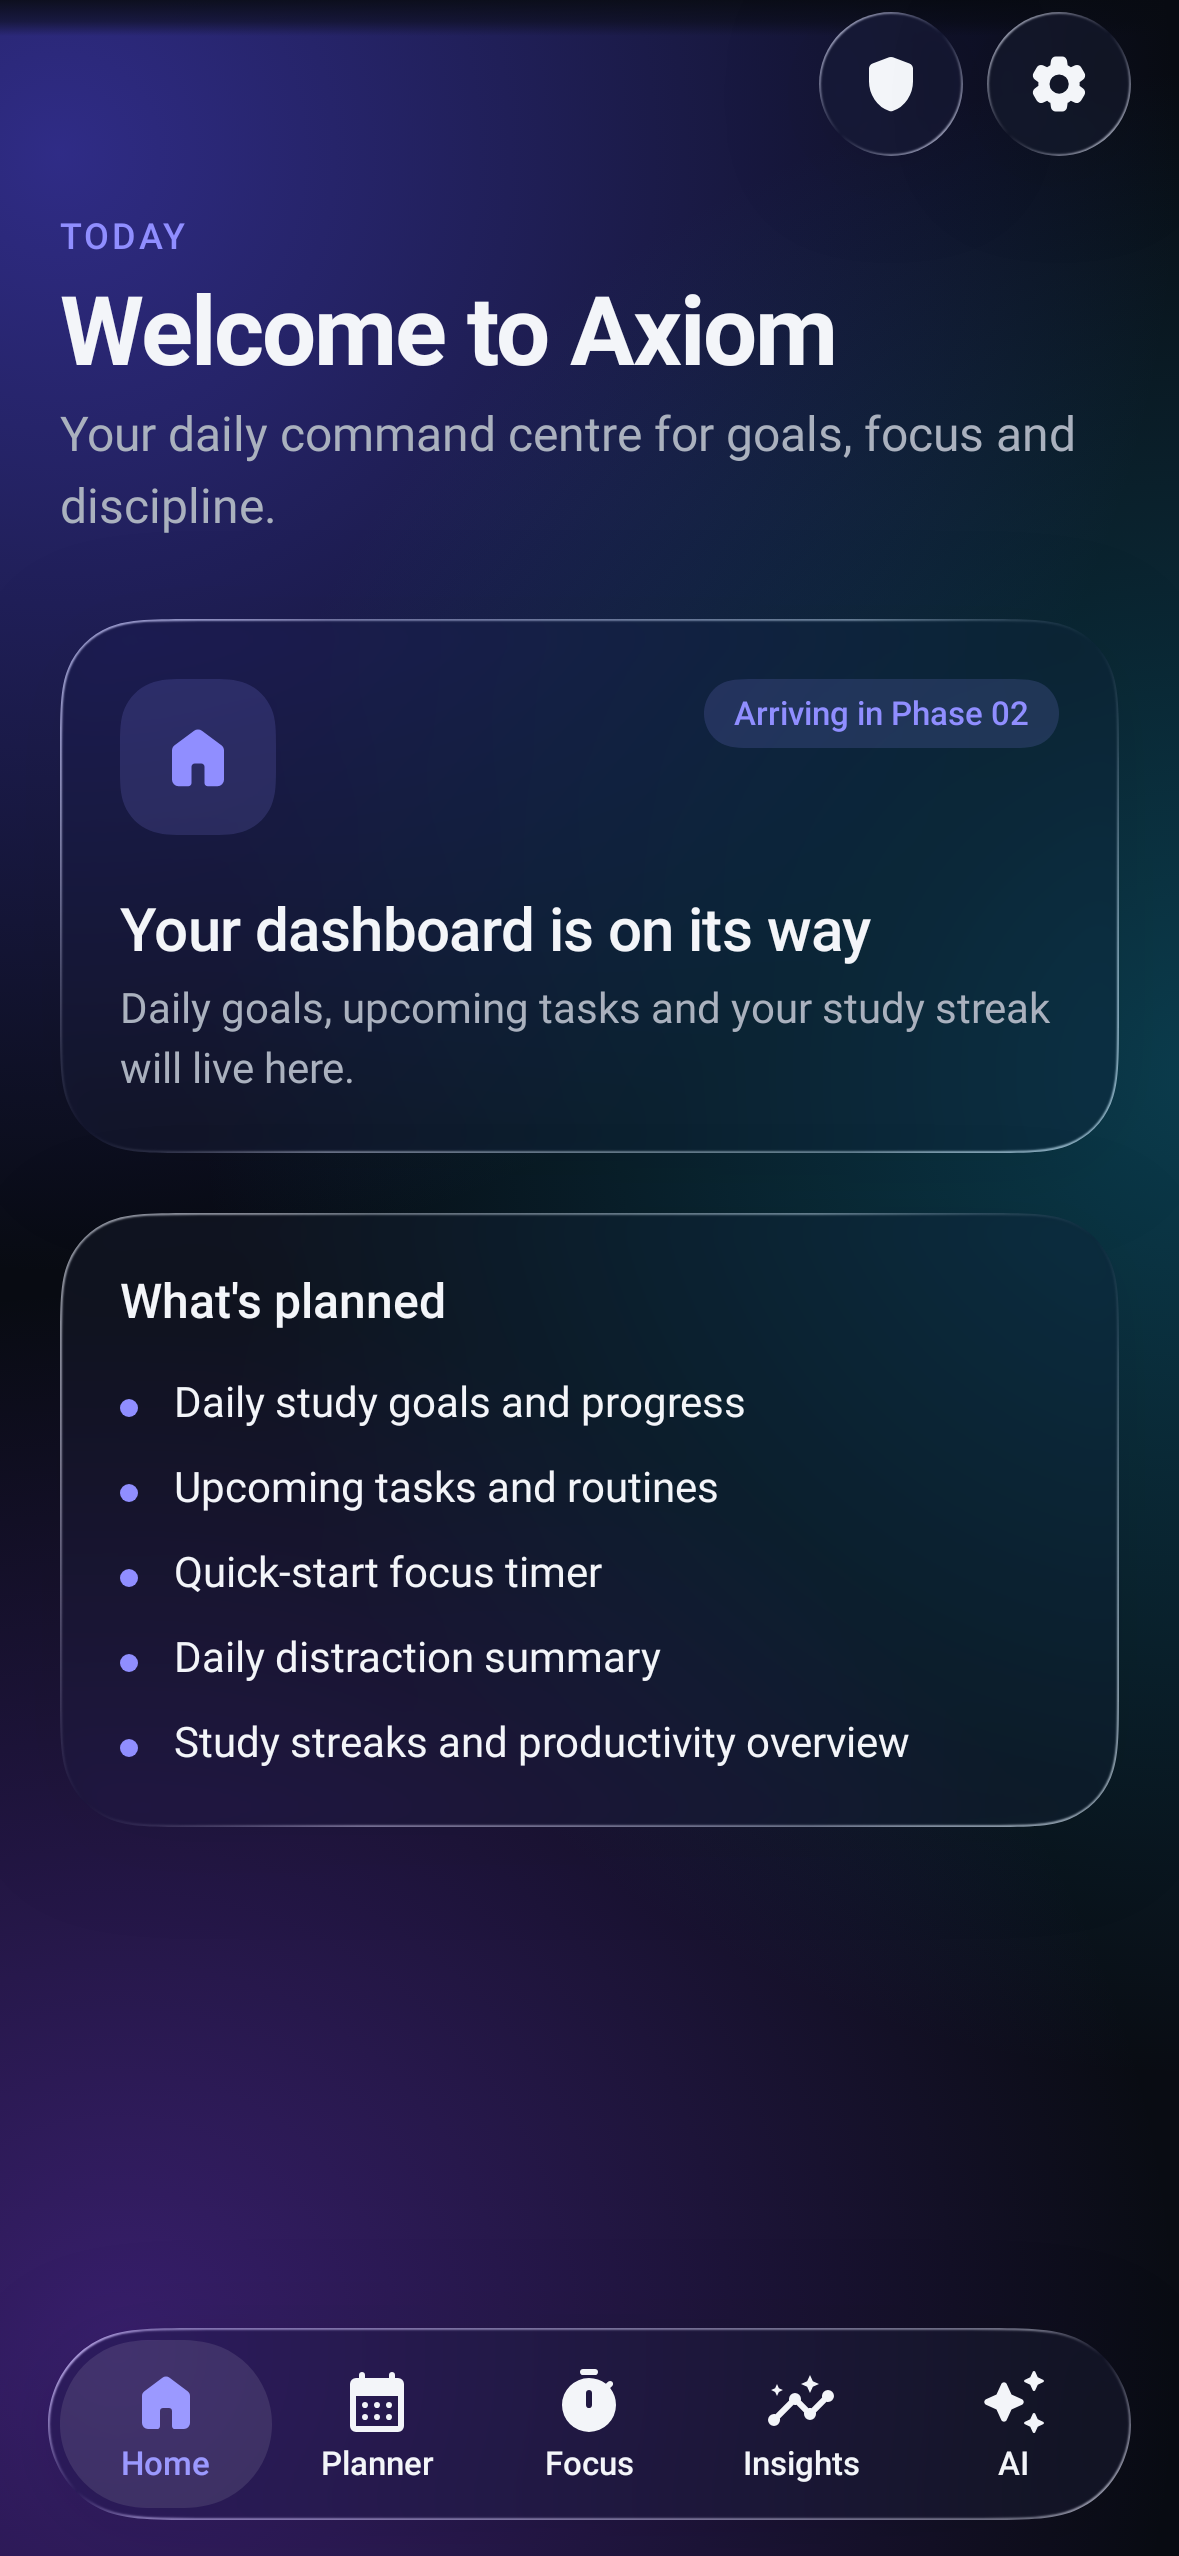 TODAY
Welcome to Axiom
Your daily command centre for goals, focus and
discipline.
Arriving in Phase 02
Your dashboard is on its way
Daily goals, upcoming tasks and your study streak
will live here.
What's planned
Daily study goals and progress
Upcoming tasks and routines
Quick-start focus timer
Daily distraction summary
Study streaks and productivity overview
Home
Planner
Focus
Insights
AI